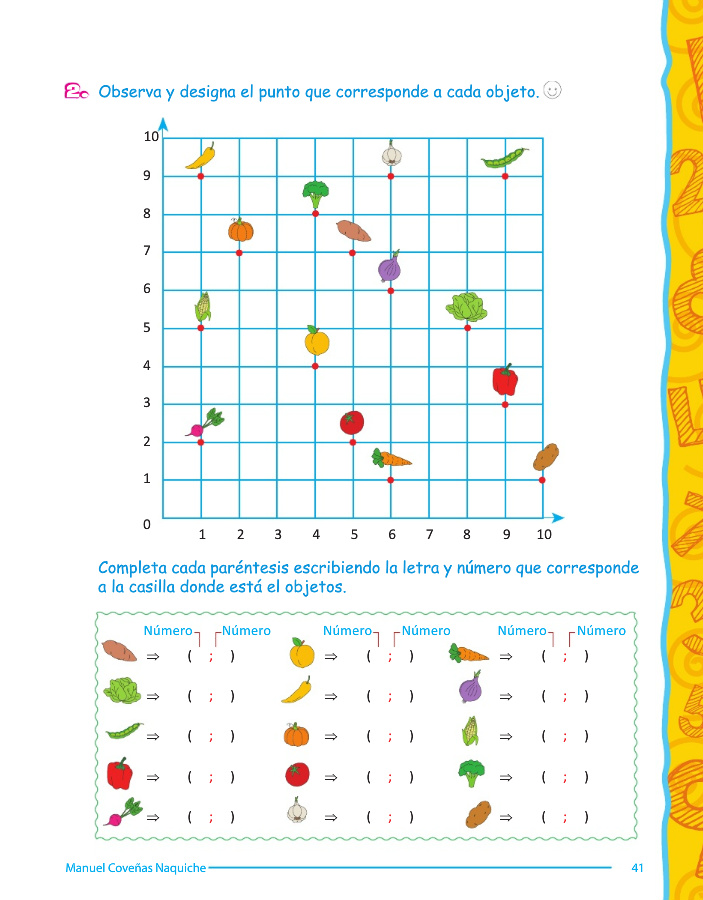 2. Observa y designa el punto que corresponde a cada objeto.
10
9
8
7
6
5
4
3
2
1
0
1 2 3 4 5 6 7 8 9 10
Completa cada paréntesis escribiendo la letra y número que corresponde
a la casilla donde está el objetos.
Número Número Número Número Número Número
⇒ ( ; ) ⇒ ( ; ) ⇒ ( ; )
⇒ ( ; ) ⇒ ( ; ) ⇒ ( ; )
⇒ ( ; ) ⇒ ( ; ) ⇒ ( ; )
⇒ ( ; ) ⇒ ( ; ) ⇒ ( ; )
⇒ ( ; ) ⇒ ( ; ) ⇒ ( ; )
Manuel Coveñas Naquiche 41